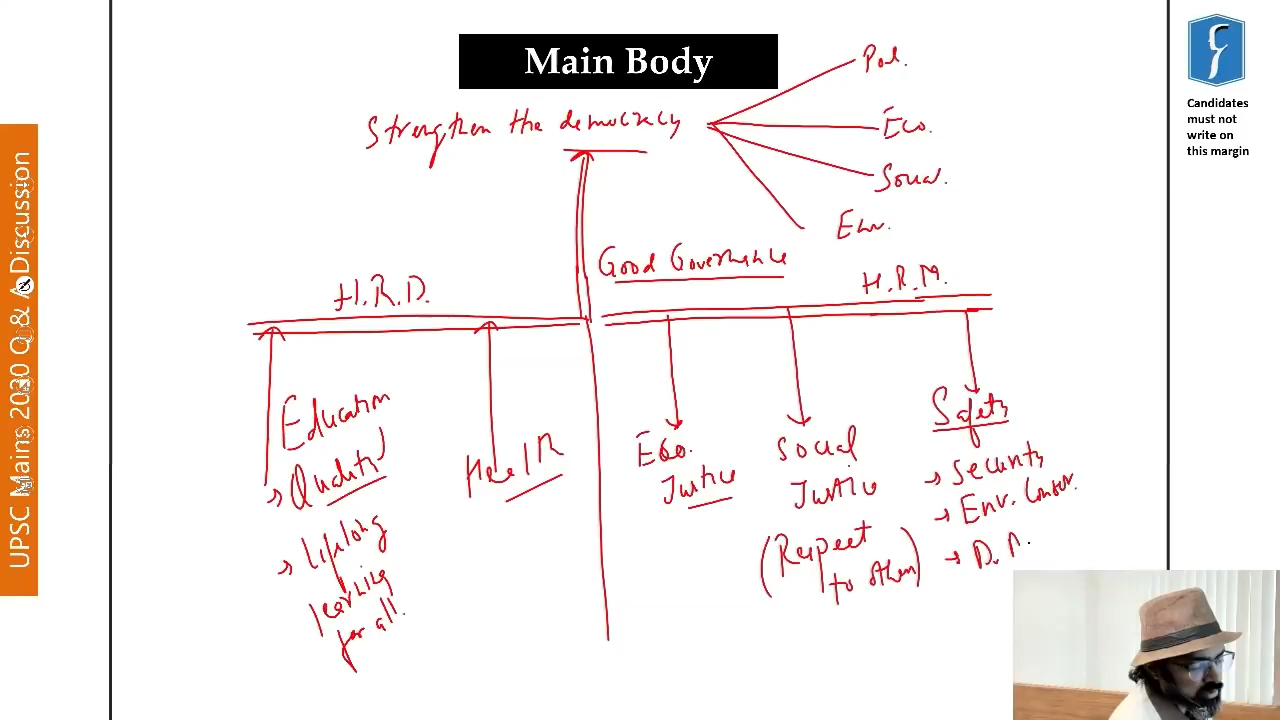 Main Body
Candidates
must not
write on
this margin
UPSC Mains 2020 Q & A Discussion
Strengthen the democracy
Pol.
Eco.
Social.
Env.
Good Governance
H.R.D.
H.R.M.
Education
Quality
Lifelong
learning
for all.
Health
Eco.
Justice
Social
Justice
(Respect
to others)
Safety
Security
Env. Conser.
D.